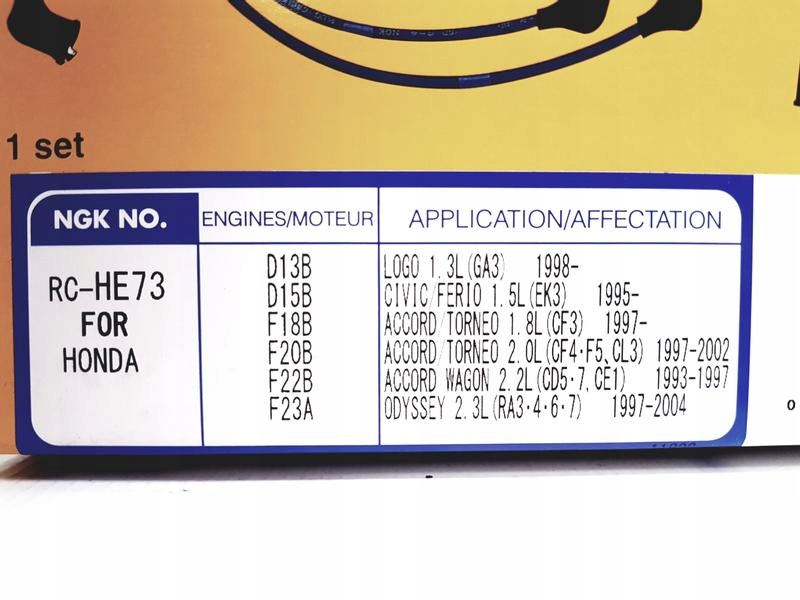 NGK
1 set
NGK NO. ENGINES/MOTEUR APPLICATION/AFFECTATION
RC-HE73
FOR
HONDA
D13B LOGO 1.3L(GA3) 1998-
D15B CIVIC/FERIO 1.5L(EK3) 1995-
F18B ACCORD/TORNEO 1.8L(CF3) 1997-
F20B ACCORD/TORNEO 2.0L(CF4·F5、CL3) 1997-2002
F22B ACCORD WAGON 2.2L(CD5·7、CE1) 1993-1997
F23A ODYSSEY 2.3L(RA3·4·6·7) 1997-2004